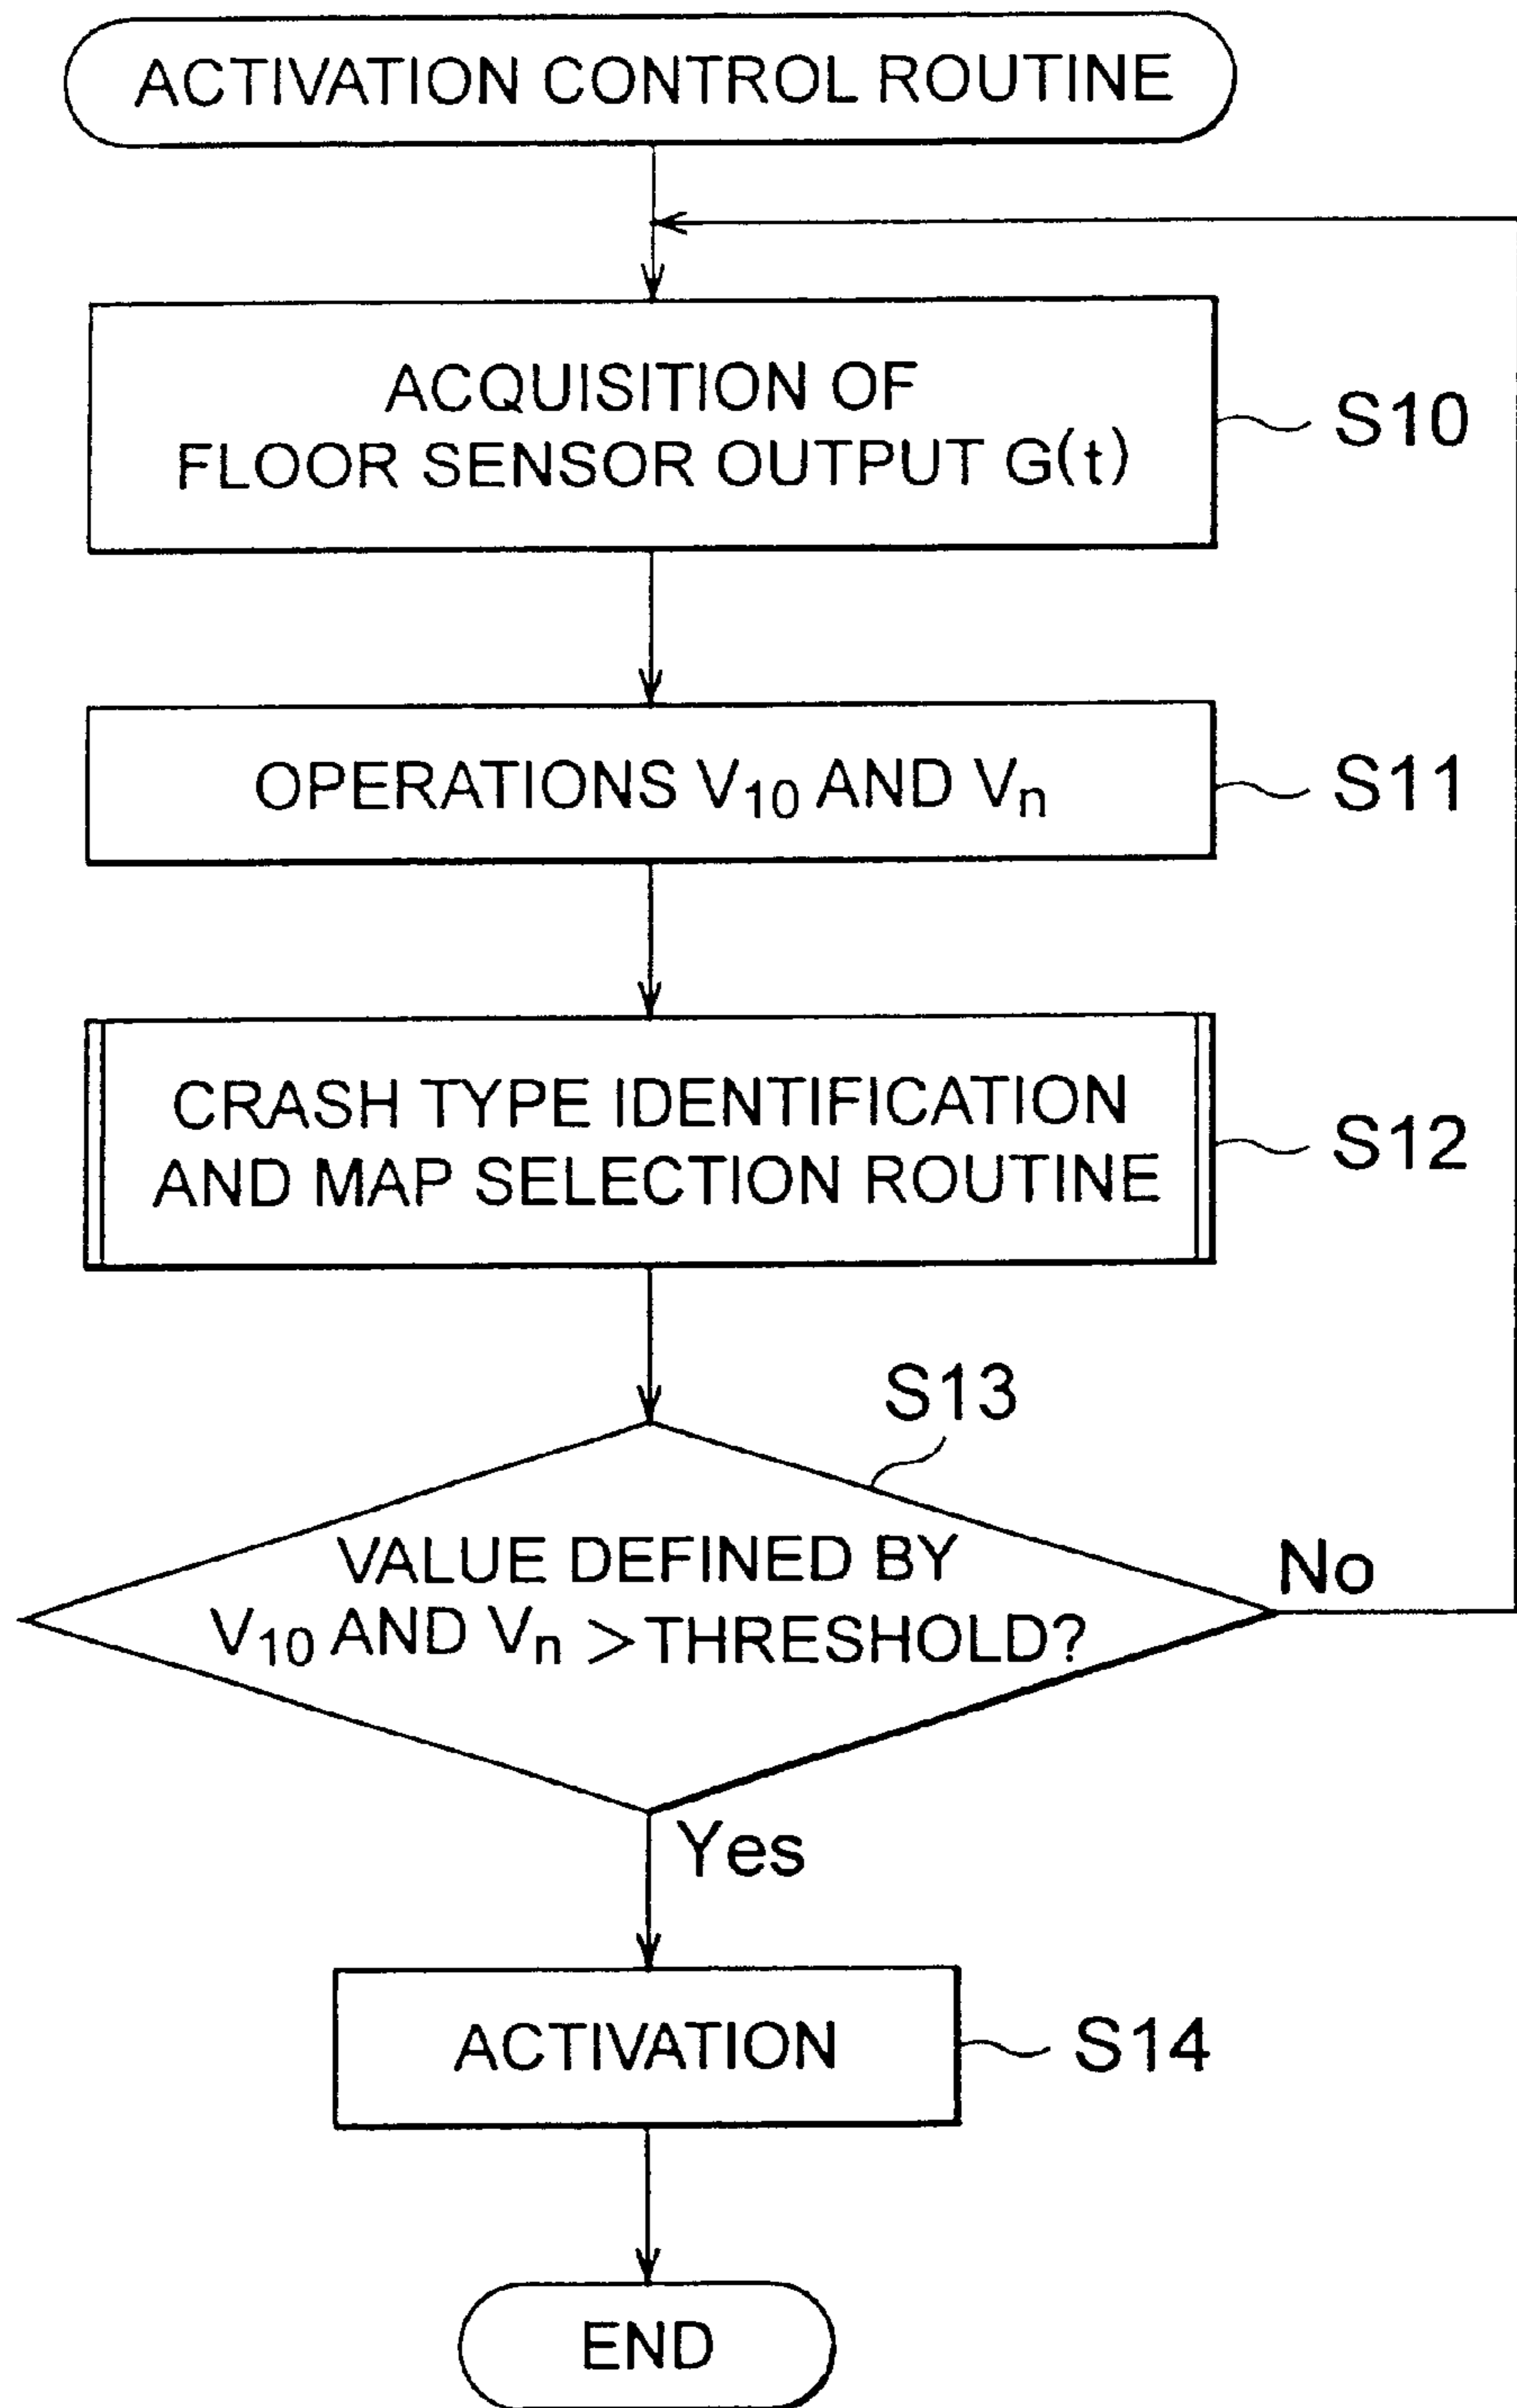 ACTIVATION CONTROL ROUTINE
ACQUISITION OF
FLOOR SENSOR OUTPUT G(t)
S10
OPERATIONS V10 AND Vn
S11
CRASH TYPE IDENTIFICATION
AND MAP SELECTION ROUTINE
S12
S13
VALUE DEFINED BY
V10 AND Vn > THRESHOLD?
No
Yes
ACTIVATION
S14
END